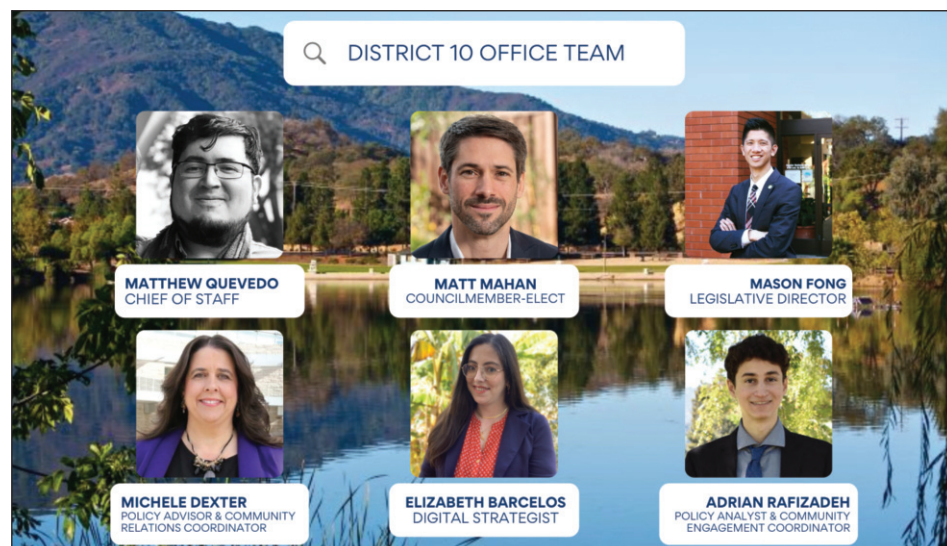 DISTRICT 10 OFFICE TEAM
MATTHEW QUEVEDO
CHIEF OF STAFF
MATT MAHAN
COUNCILMEMBER-ELECT
MASON FONG
LEGISLATIVE DIRECTOR
MICHELE DEXTER
POLICY ADVISOR & COMMUNITY
RELATIONS COORDINATOR
ELIZABETH BARCELOS
DIGITAL STRATEGIST
ADRIAN RAFIZADEH
POLICY ANALYST & COMMUNITY
ENGAGEMENT COORDINATOR